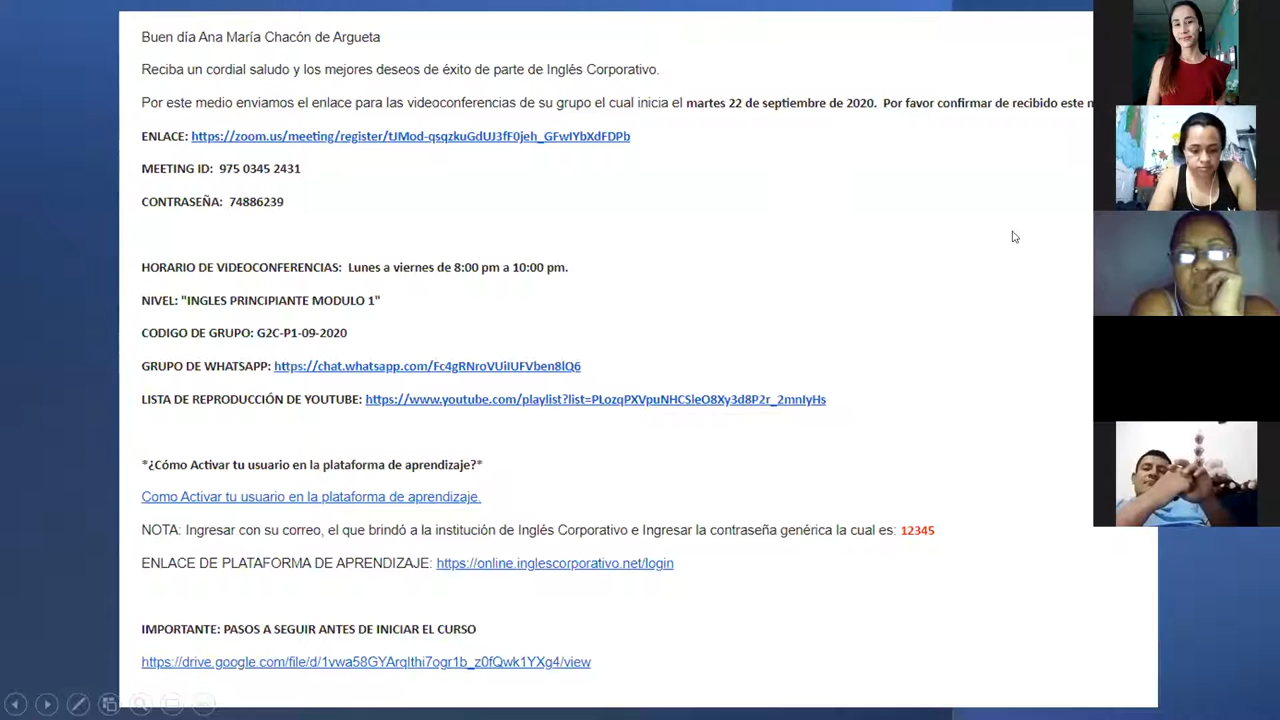 Buen día Ana María Chacón de Argueta
Reciba un cordial saludo y los mejores deseos de éxito de parte de Inglés Corporativo.
Por este medio enviamos el enlace para las videoconferencias de su grupo el cual inicia el martes 22 de septiembre de 2020. Por favor confirmar de recibido este
ENLACE: https://zoom.us/meeting/register/tJMod-qsqzkuGdUJ3fF0jeh_GFwIYbXdFDPb
MEETING ID: 975 0345 2431
CONTRASEÑA: 74886239
HORARIO DE VIDEOCONFERENCIAS: Lunes a viernes de 8:00 pm a 10:00 pm.
NIVEL: "INGLES PRINCIPIANTE MODULO 1"
CODIGO DE GRUPO: G2C-P1-09-2020
GRUPO DE WHATSAPP: https://chat.whatsapp.com/Fc4gRNroVUiIUFVben8lQ6
LISTA DE REPRODUCCIÓN DE YOUTUBE: https://www.youtube.com/playlist?list=PLozqPXVpuNHCSleO8Xy3d8P2r_2mnIyHs
*¿Cómo Activar tu usuario en la plataforma de aprendizaje?*
Como Activar tu usuario en la plataforma de aprendizaje.
NOTA: Ingresar con su correo, el que brindó a la institución de Inglés Corporativo e Ingresar la contraseña genérica la cual es: 12345
ENLACE DE PLATAFORMA DE APRENDIZAJE: https://online.inglescorporativo.net/login
IMPORTANTE: PASOS A SEGUIR ANTES DE INICIAR EL CURSO
https://drive.google.com/file/d/1vwa58GYArqIthi7ogr1b_z0fQwk1YXg4/view